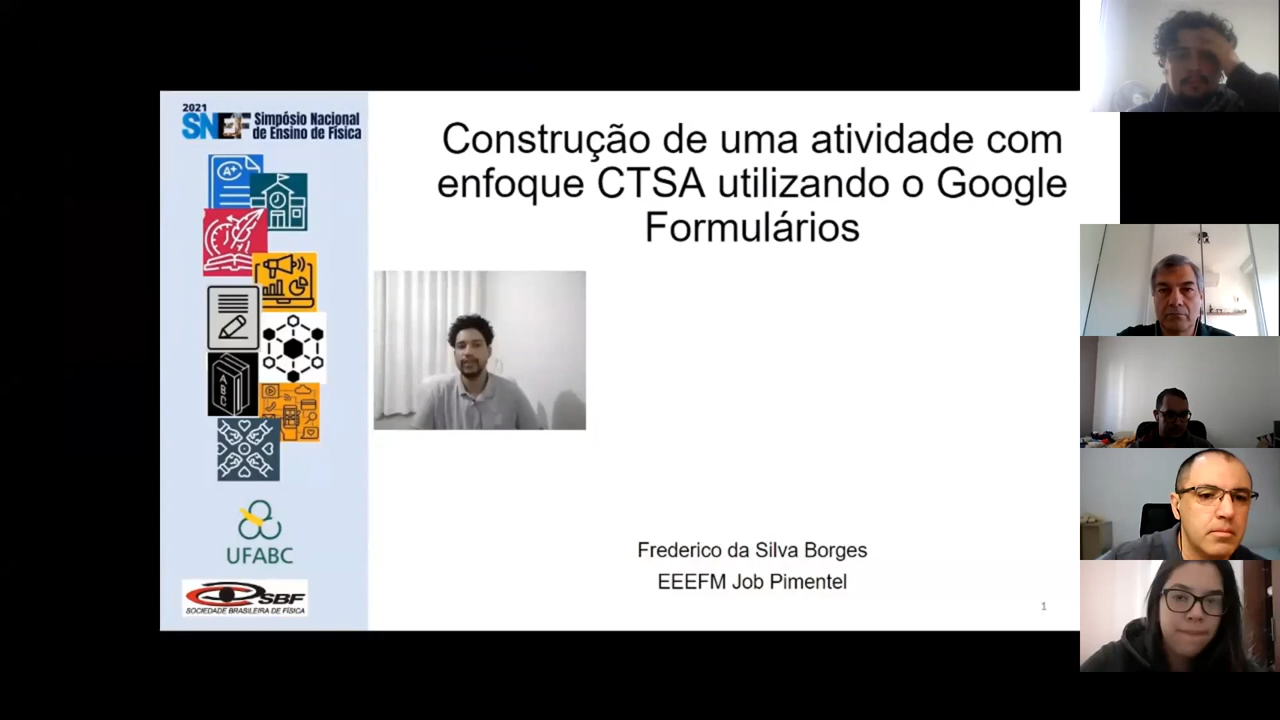 2021
SNEF Simpósio Nacional
de Ensino de Física
A+
ABC
UFABC
SBF
SOCIEDADE BRASILEIRA DE FÍSICA
Construção de uma atividade com
enfoque CTSA utilizando o Google
Formulários
Frederico da Silva Borges
EEEFM Job Pimentel
1